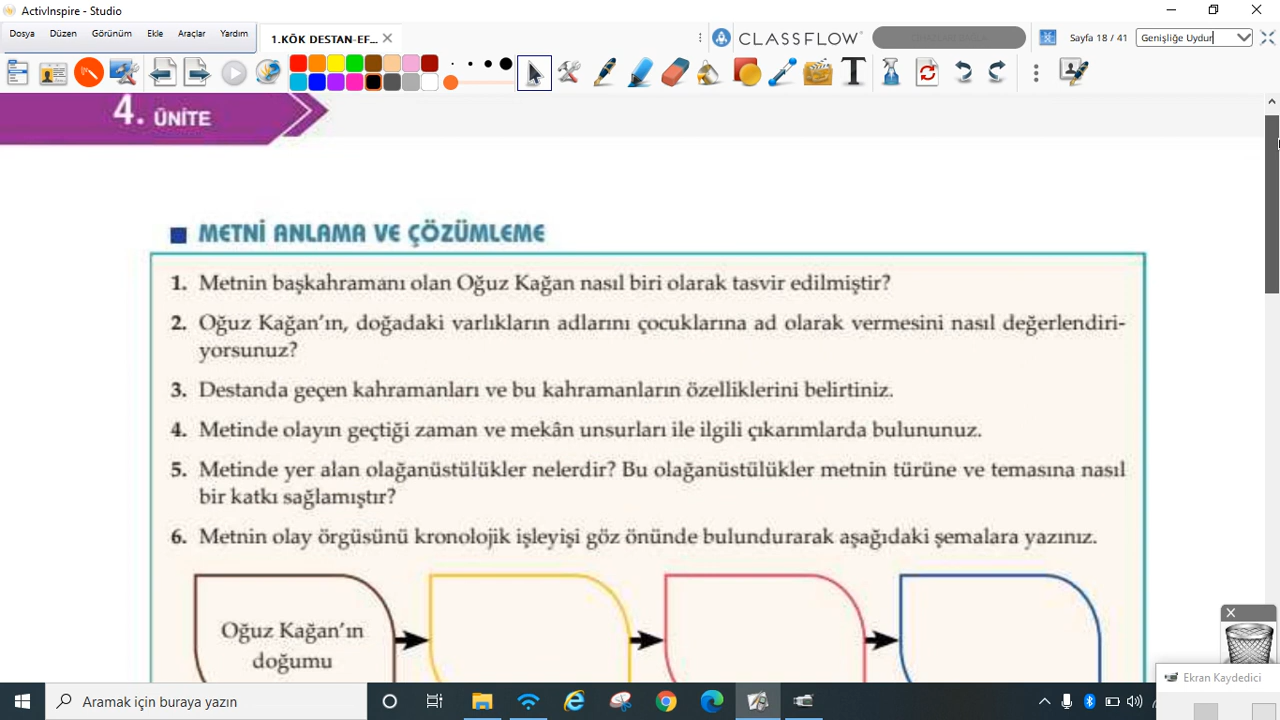 ActivInspire - Studio
Dosya Düzen Görünüm Ekle Araçlar Yardım
1.KÖK DESTAN-EF...
CLASSFLOW
Sayfa 18 / 41
Genişliğe Uydur
4. ÜNİTE
METNİ ANLAMA VE ÇÖZÜMLEME
1. Metnin başkahramanı olan Oğuz Kağan nasıl biri olarak tasvir edilmiştir?
2. Oğuz Kağan'ın, doğadaki varlıkların adlarını çocuklarına ad olarak vermesini nasıl değerlendiri-
yorsunuz?
3. Destanda geçen kahramanları ve bu kahramanların özelliklerini belirtiniz.
4. Metinde olayın geçtiği zaman ve mekân unsurları ile ilgili çıkarımlarda bulununuz.
5. Metinde yer alan olağanüstülükler nelerdir? Bu olağanüstülükler metnin türüne ve temasına nasıl
bir katkı sağlamıştır?
6. Metnin olay örgüsünü kronolojik işleyişi göz önünde bulundurarak aşağıdaki şemalara yazınız.
Oğuz Kağan'ın
doğumu
Ekran Kaydedici
Aramak için buraya yazın